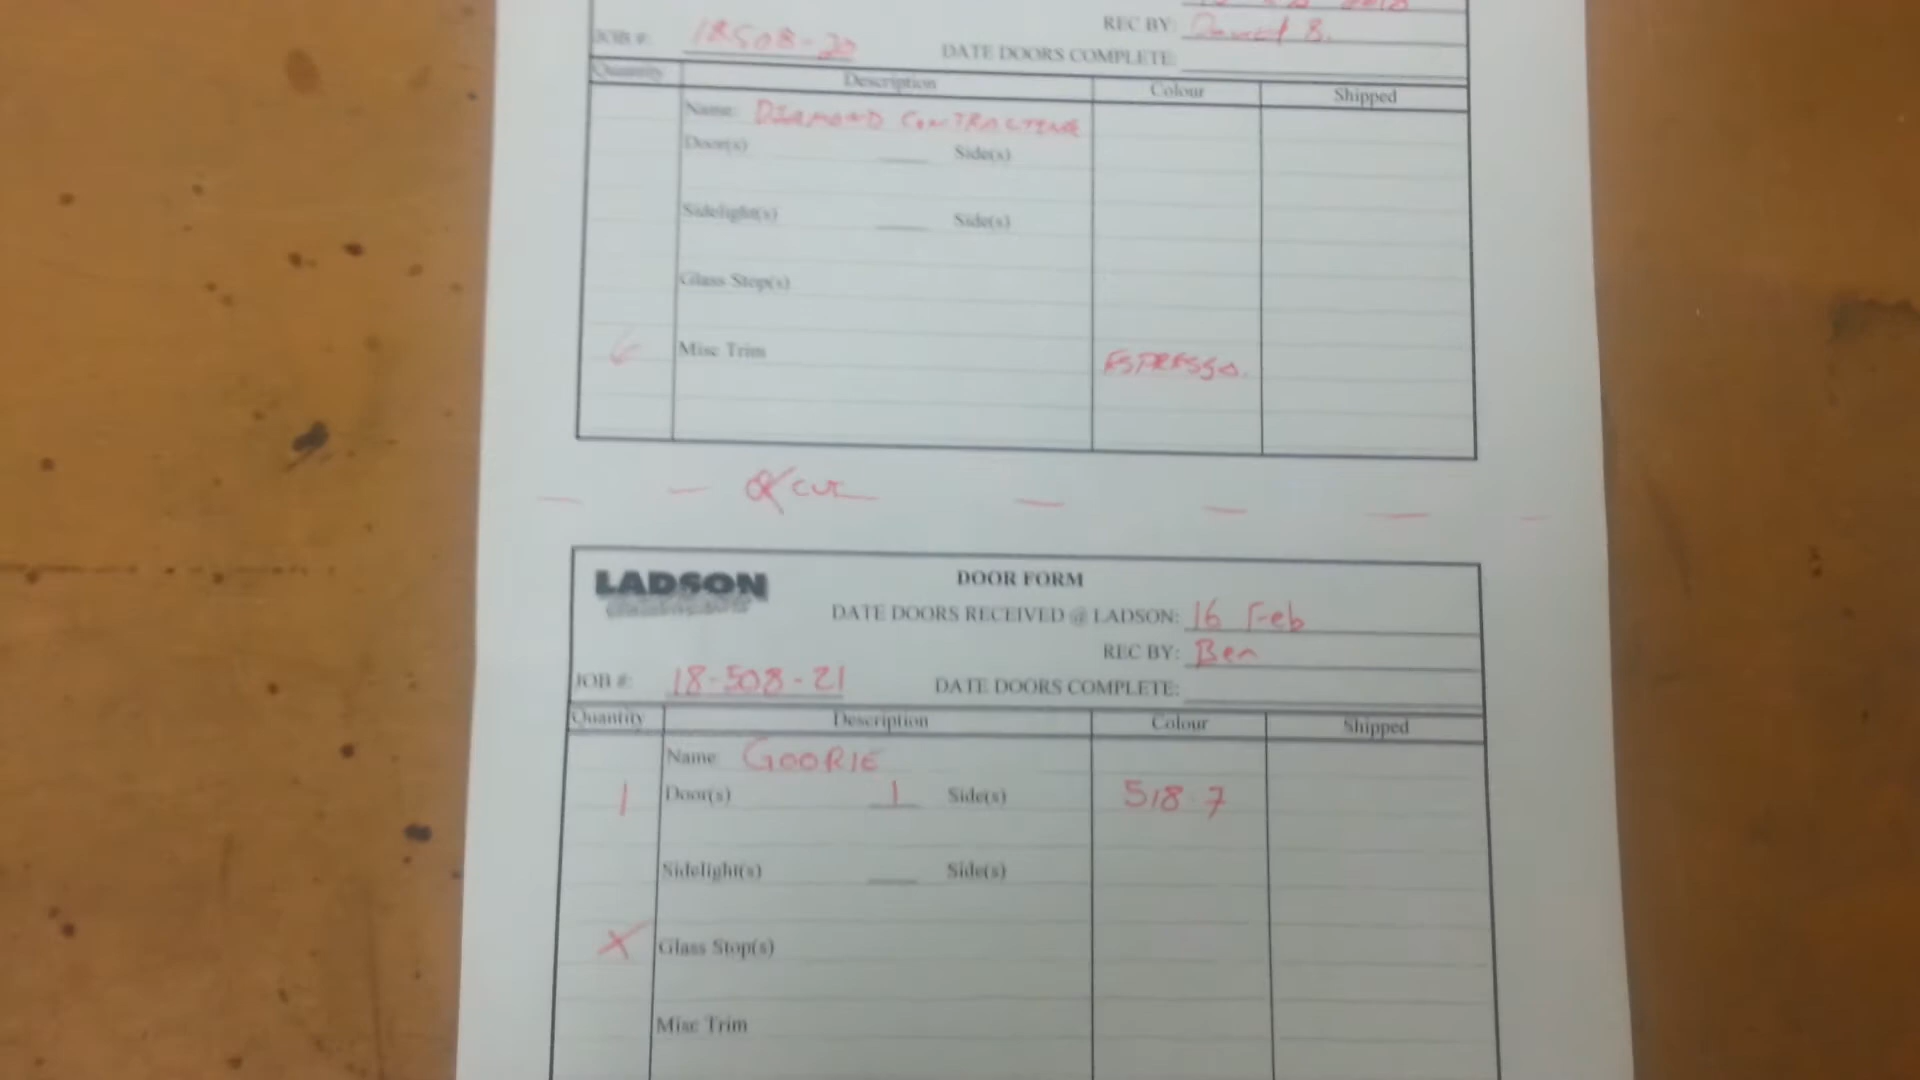 REC BY: David B.
JOB #: 18508-20 DATE DOORS COMPLETE:
Quantity Description Colour Shipped
Name: DIAMOND CONTRACTING
Door(s) Side(s)
Sidelight(s) Side(s)
Glass Stop(s)
6 Misc Trim ESPRESSO.
cut
LADSON DOOR FORM
DATE DOORS RECEIVED @ LADSON: 16 Feb
REC BY: Ben
JOB #: 18-508-21 DATE DOORS COMPLETE:
Quantity Description Colour Shipped
Name GOORIE
1 Door(s) 1 Side(s) 518-7
Sidelight(s) Side(s)
X Glass Stop(s)
Misc Trim